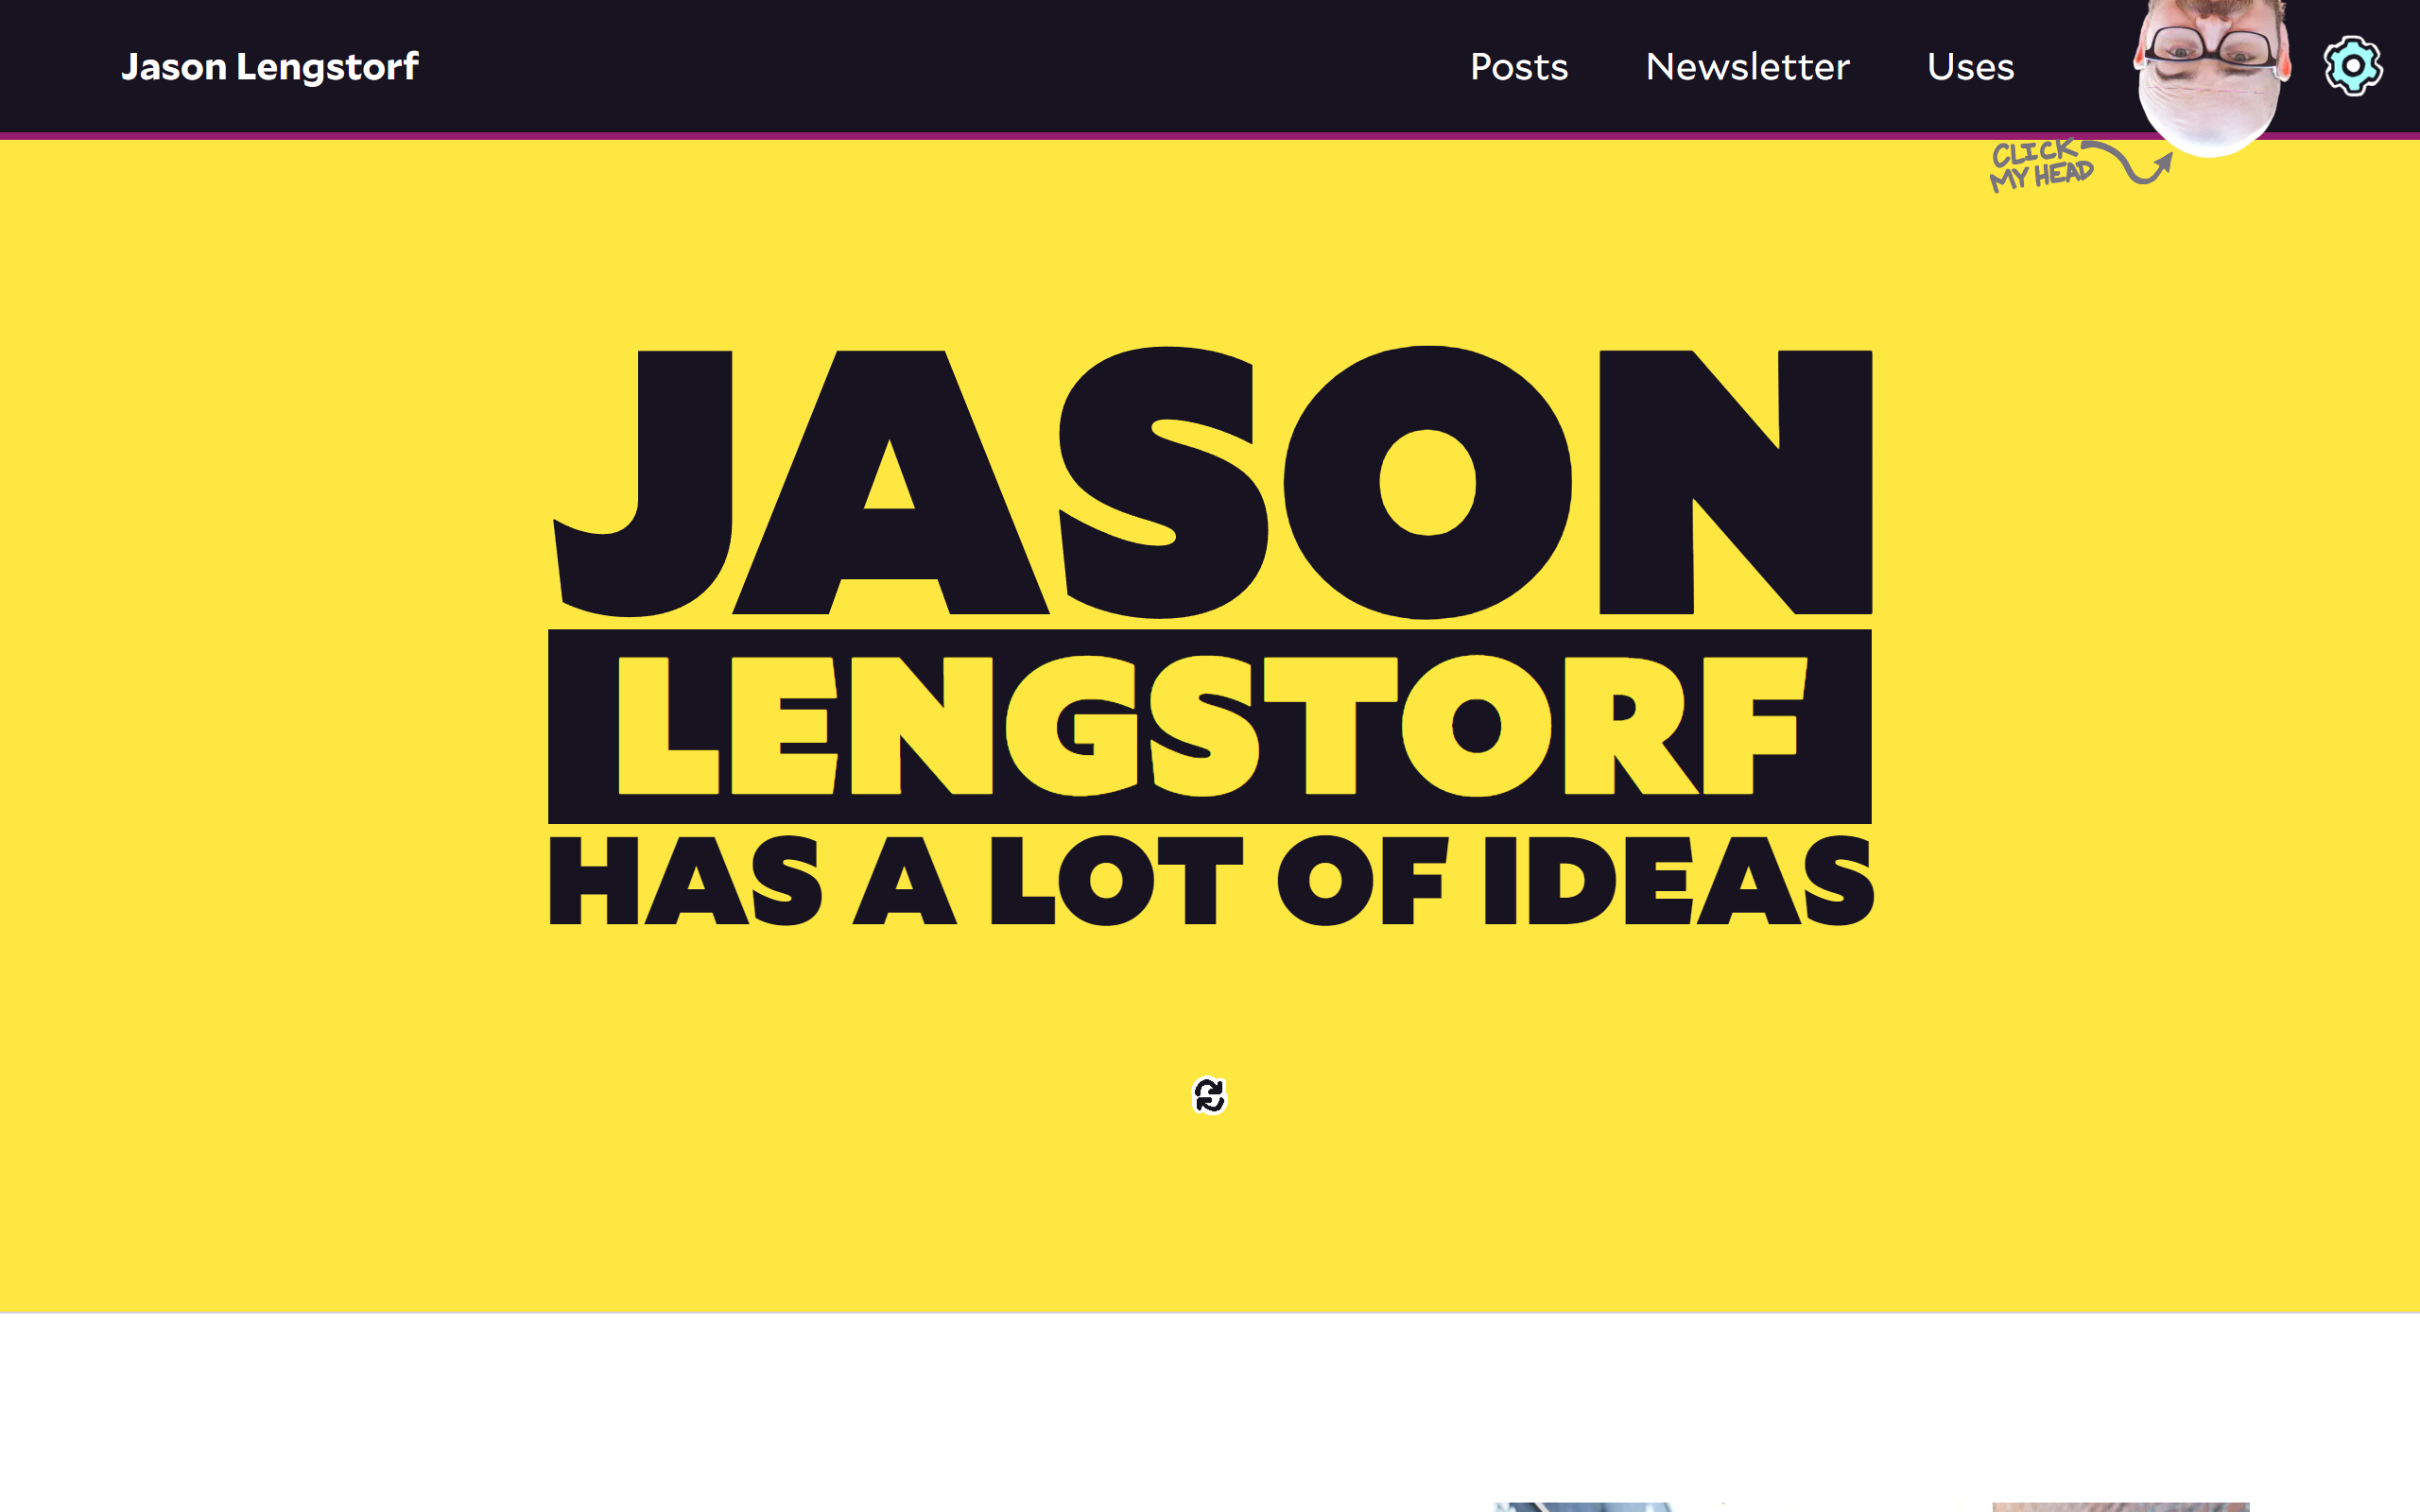 Jason Lengstorf
Posts Newsletter Uses
CLICK
MY HEAD
JASON
LENGSTORF
HAS A LOT OF IDEAS